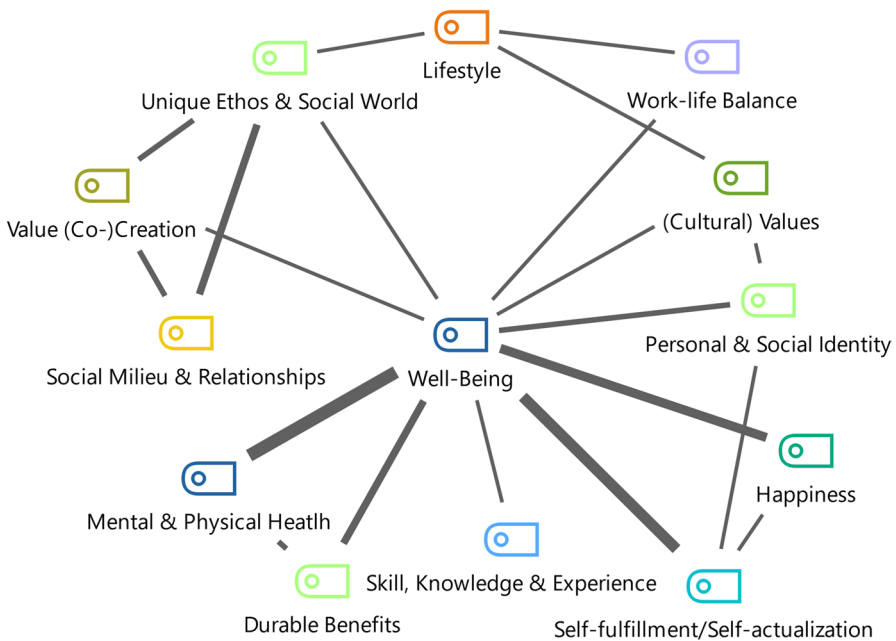 Lifestyle
Unique Ethos & Social World
Work-life Balance
Value (Co-)Creation
(Cultural) Values
Personal & Social Identity
Social Milieu & Relationships
Well-Being
Happiness
Mental & Physical Heatlh
Skill, Knowledge & Experience
Durable Benefits
Self-fulfillment/Self-actualization